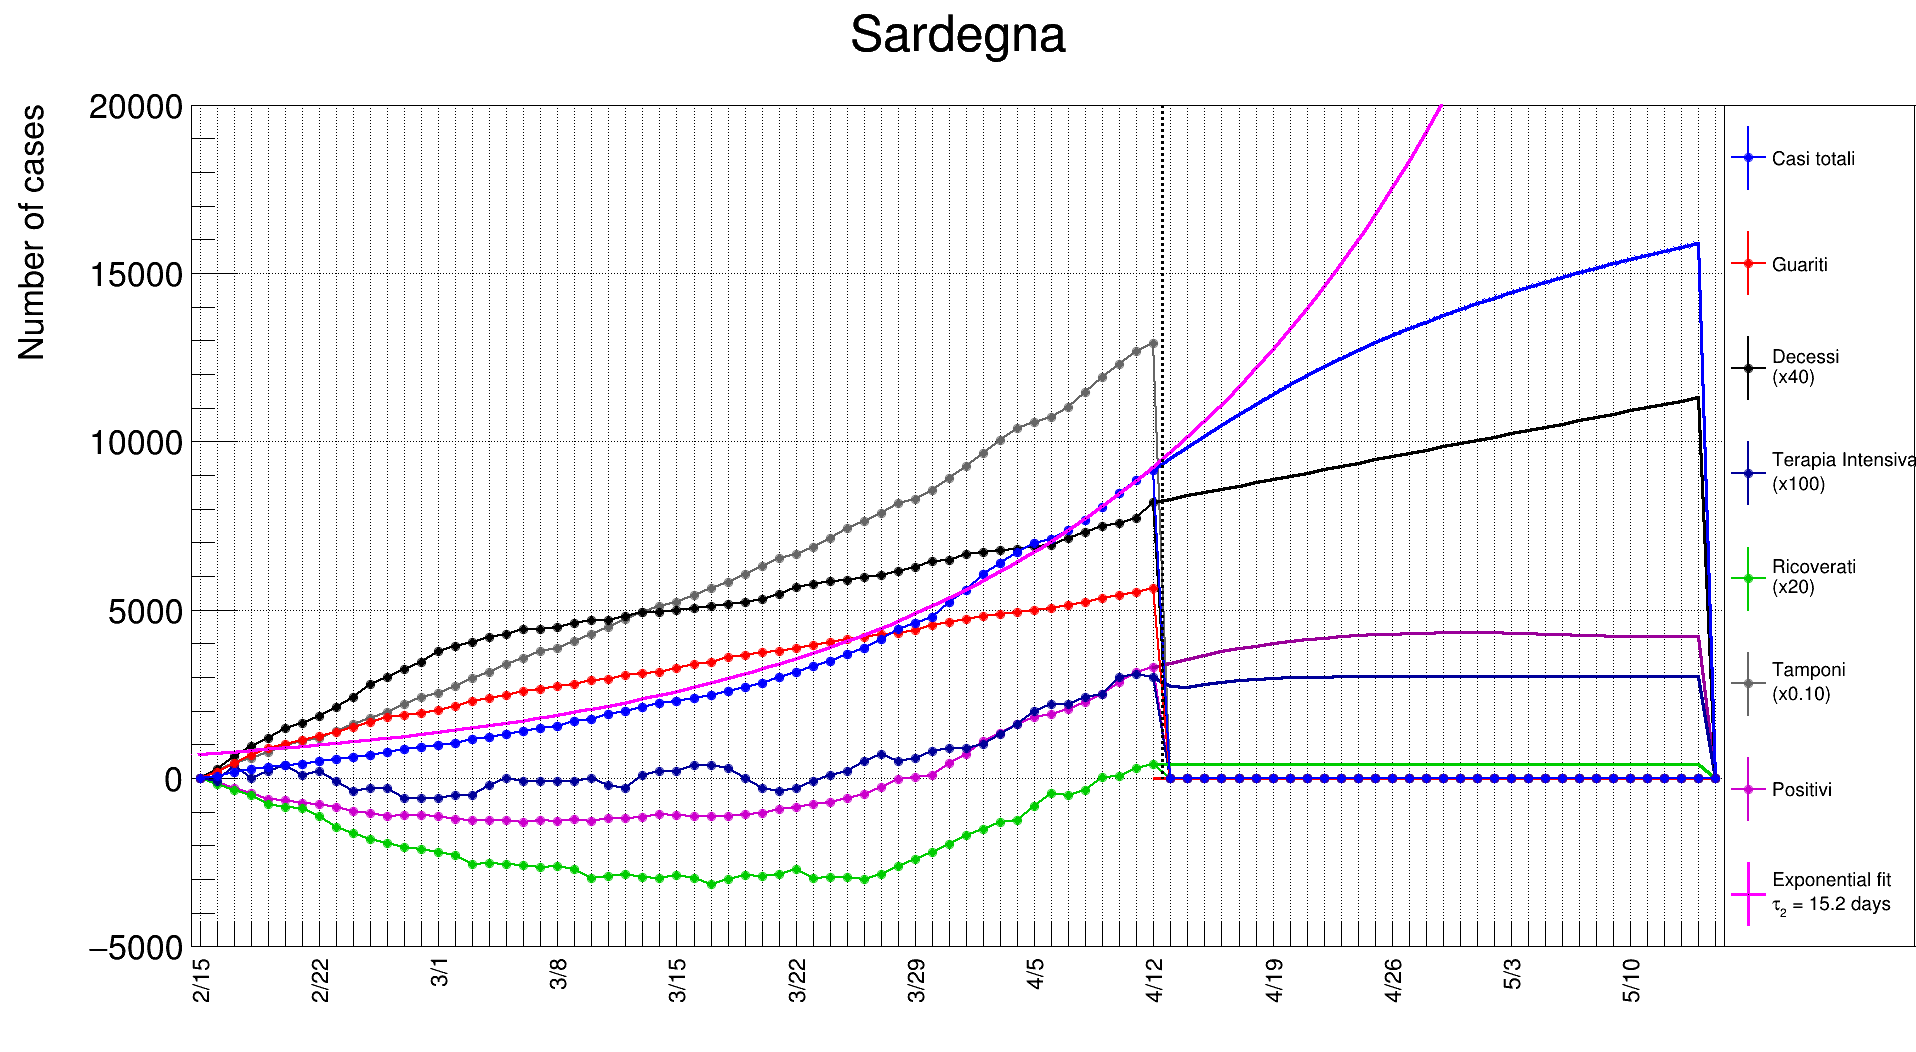 Sardegna
Number of cases
20000
15000
10000
5000
0
−5000
2/15
2/22
3/1
3/8
3/15
3/22
3/29
4/5
4/12
4/19
4/26
5/3
5/10
Casi totali
Guariti
Decessi
(x40)
Terapia Intensiva
(x100)
Ricoverati
(x20)
Tamponi
(x0.10)
Positivi
Exponential fit
τ2 = 15.2 days